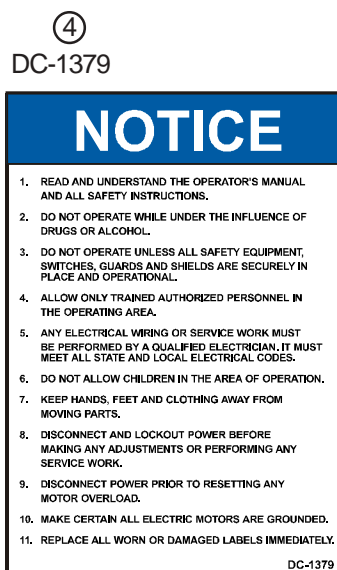 4
DC-1379
NOTICE
1. READ AND UNDERSTAND THE OPERATOR'S MANUAL
AND ALL SAFETY INSTRUCTIONS.
2. DO NOT OPERATE WHILE UNDER THE INFLUENCE OF
DRUGS OR ALCOHOL.
3. DO NOT OPERATE UNLESS ALL SAFETY EQUIPMENT,
SWITCHES, GUARDS AND SHIELDS ARE SECURELY IN
PLACE AND OPERATIONAL.
4. ALLOW ONLY TRAINED AUTHORIZED PERSONNEL IN
THE OPERATING AREA.
5. ANY ELECTRICAL WIRING OR SERVICE WORK MUST
BE PERFORMED BY A QUALIFIED ELECTRICIAN. IT MUST
MEET ALL STATE AND LOCAL ELECTRICAL CODES.
6. DO NOT ALLOW CHILDREN IN THE AREA OF OPERATION.
7. KEEP HANDS, FEET AND CLOTHING AWAY FROM
MOVING PARTS.
8. DISCONNECT AND LOCKOUT POWER BEFORE
MAKING ANY ADJUSTMENTS OR PERFORMING ANY
SERVICE WORK.
9. DISCONNECT POWER PRIOR TO RESETTING ANY
MOTOR OVERLOAD.
10. MAKE CERTAIN ALL ELECTRIC MOTORS ARE GROUNDED.
11. REPLACE ALL WORN OR DAMAGED LABELS IMMEDIATELY.
DC-1379